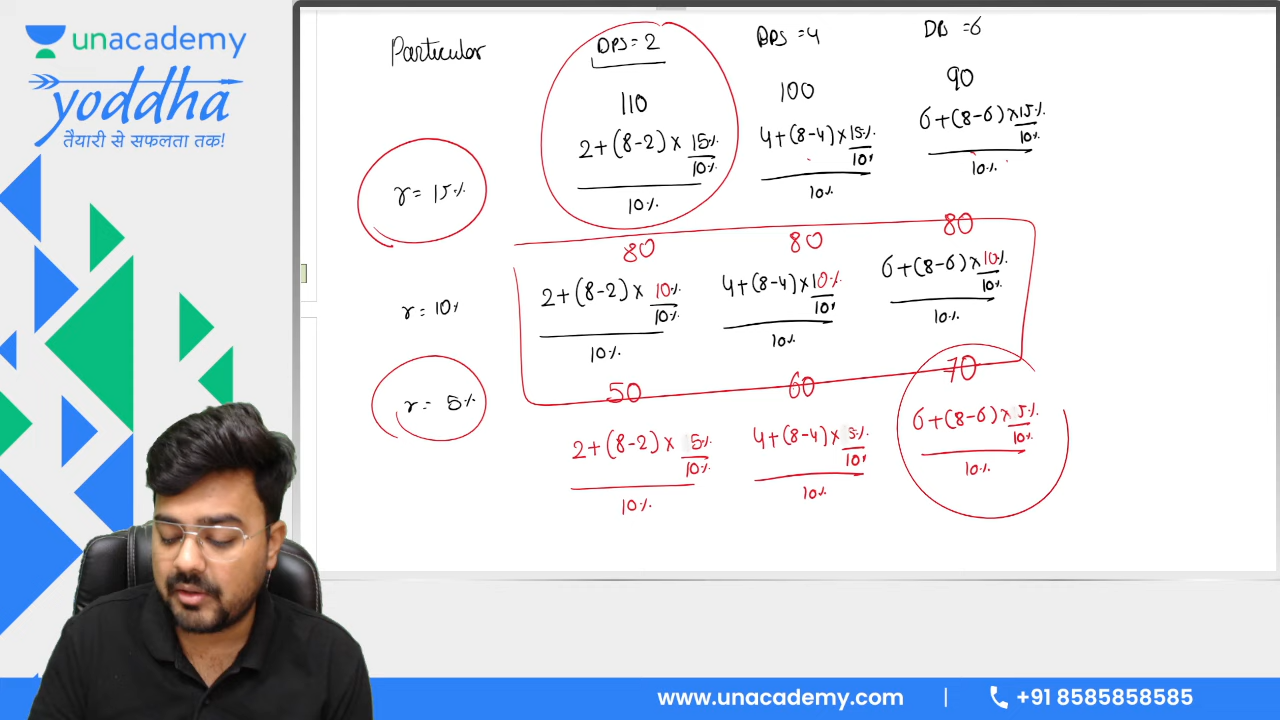 unacademy
yoddha
तैयारी से सफलता तक!
Particular
DPS = 2
DPS = 4
DB = 6
110
100
90
r = 15%
2+(8-2) × 15%
10%
10%
4+(8-4) × 15%
10%
10%
6+(8-6) × 15%
10%
10%
80
80
80
r = 10%
2+(8-2) × 10%
10%
10%
4+(8-4) × 10%
10%
10%
6+(8-6) × 10%
10%
10%
50
60
70
r = 5%
2+(8-2) × 5%
10%
10%
4+(8-4) × 5%
10%
10%
6+(8-6) × 5%
10%
10%
www.unacademy.com | +91 8585858585